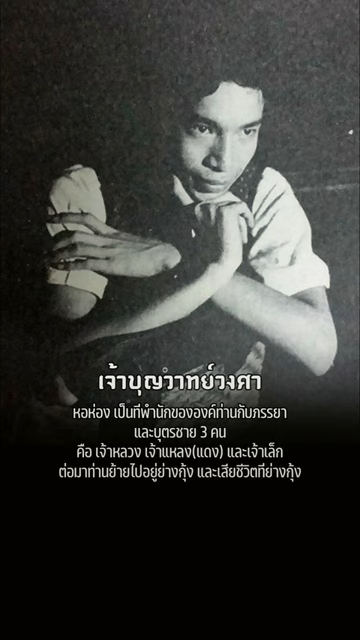 เจ้าบุญวาทย์วงศา
หอห่อง เป็นที่พำนักขององค์ท่านกับภรรยา
และบุตรชาย 3 คน
คือ เจ้าหลวง เจ้าแหลง(แดง) และเจ้าเล็ก
ต่อมาท่านย้ายไปอยู่ย่างกุ้ง และเสียชีวิตที่ย่างกุ้ง